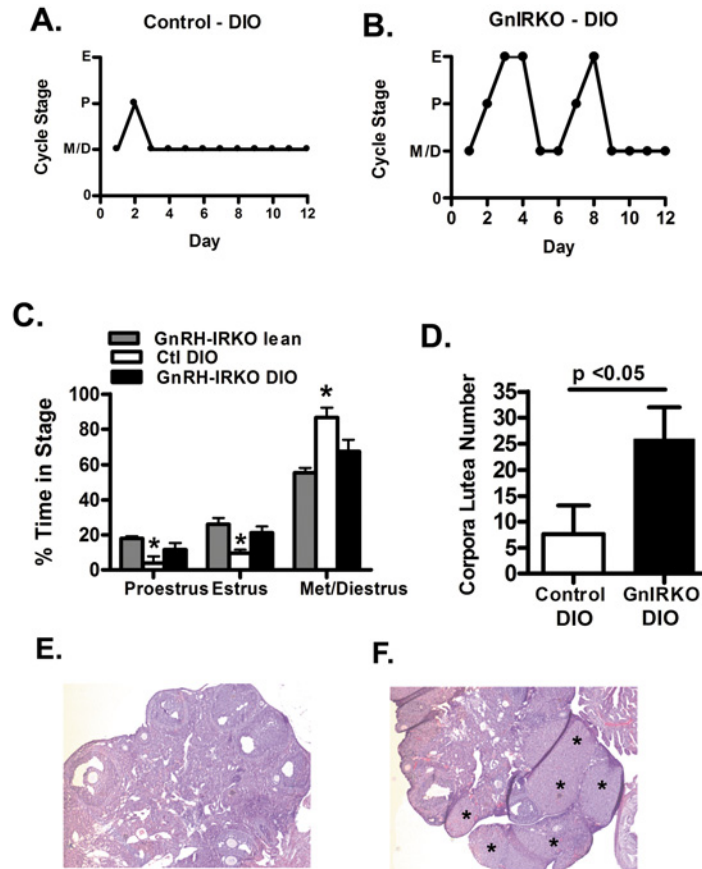 A.
Control - DIO
E
P
M/D
0
Cycle Stage
0 2 4 6 8 10 12
Day
B.
GnIRKO - DIO
E
P
M/D
0
Cycle Stage
0 2 4 6 8 10 12
Day
C.
GnRH-IRKO lean
Ctl DIO
GnRH-IRKO DIO
100
80
60
40
20
0
% Time in Stage
* * *
Proestrus Estrus Met/Diestrus
D.
p <0.05
35
30
25
20
15
10
5
0
Corpora Lutea Number
Control GnIRKO
DIO DIO
E.
F.
*
* *
*
* *